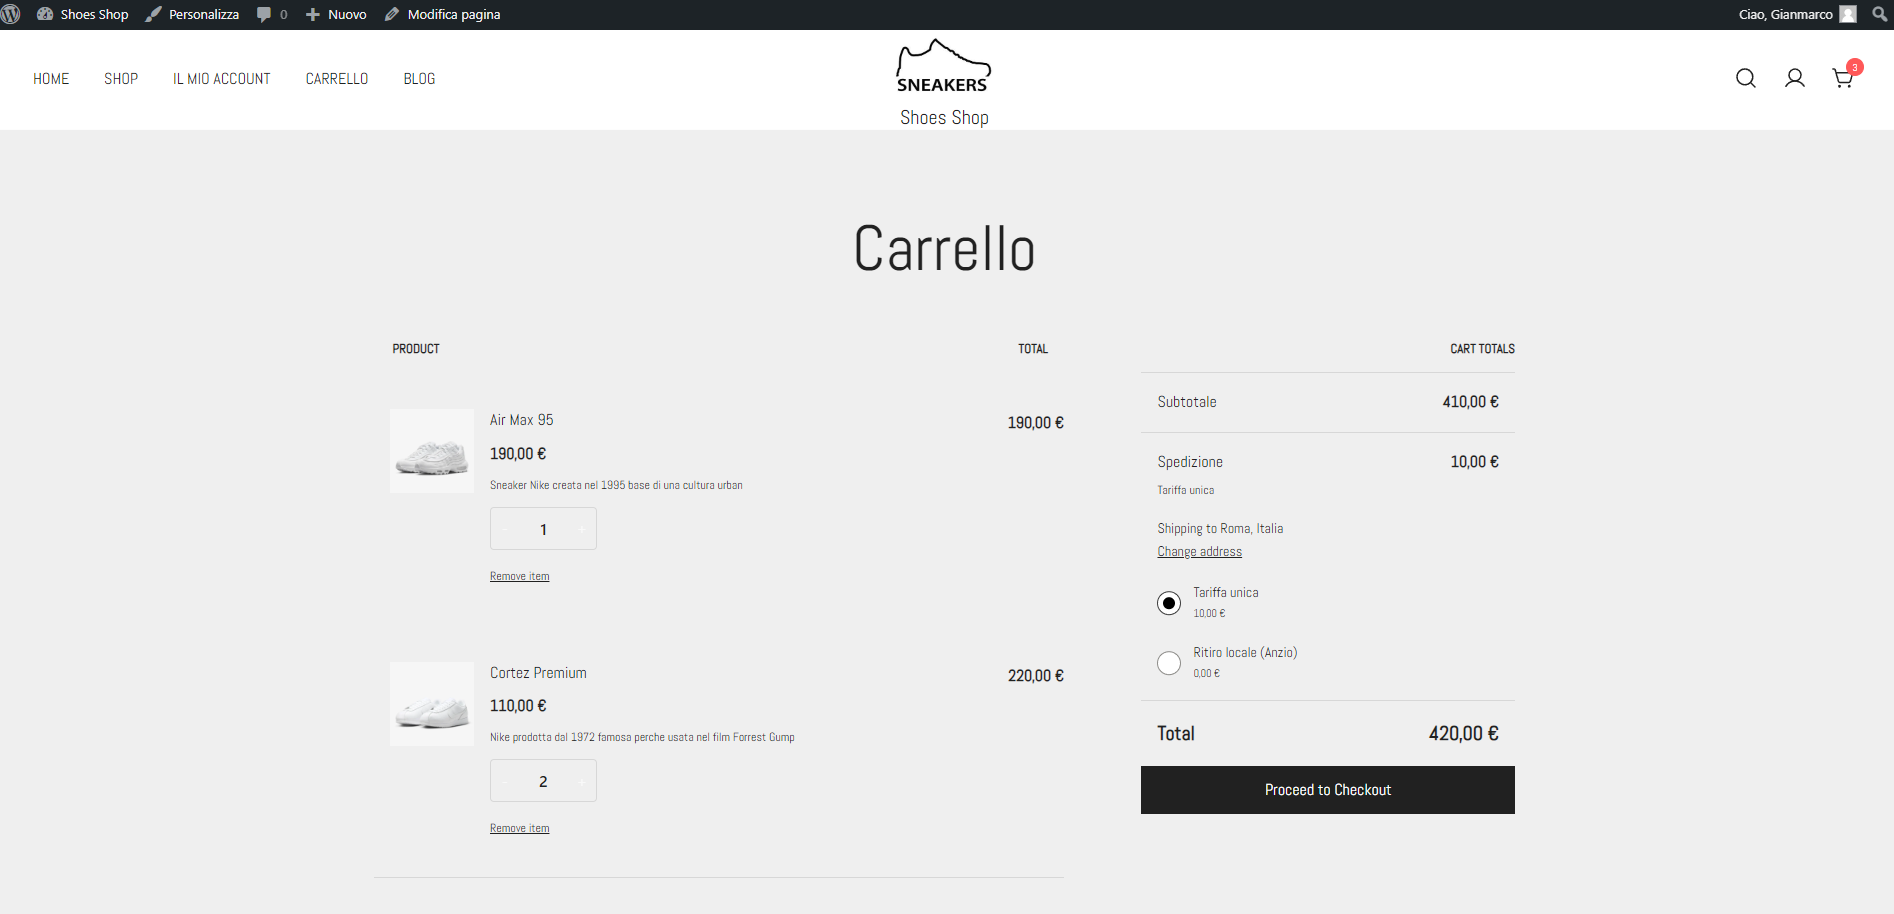 Shoes Shop Personalizza 0 Nuovo Modifica pagina Ciao, Gianmarco
HOME SHOP IL MIO ACCOUNT CARRELLO BLOG
SNEAKERS
Shoes Shop
3
Carrello
PRODUCT TOTAL
Air Max 95
190,00 €
190,00 €
Sneaker Nike creata nel 1995 base di una cultura urban
- 1 +
Remove item
Cortez Premium
220,00 €
110,00 €
Nike prodotta dal 1972 famosa perche usata nel film Forrest Gump
- 2 +
Remove item
CART TOTALS
Subtotale 410,00 €
Spedizione 10,00 €
Tariffa unica
Shipping to Roma, Italia
Change address
Tariffa unica
10,00 €
Ritiro locale (Anzio)
0,00 €
Total 420,00 €
Proceed to Checkout